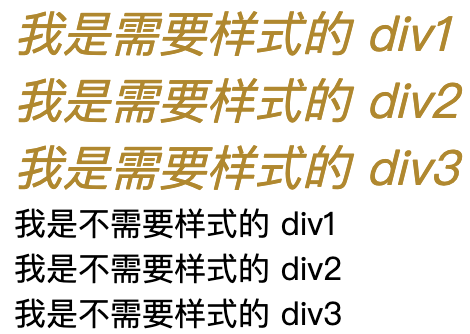 我是需要样式的 div1
我是需要样式的 div2
我是需要样式的 div3
我是不需要样式的 div1
我是不需要样式的 div2
我是不需要样式的 div3